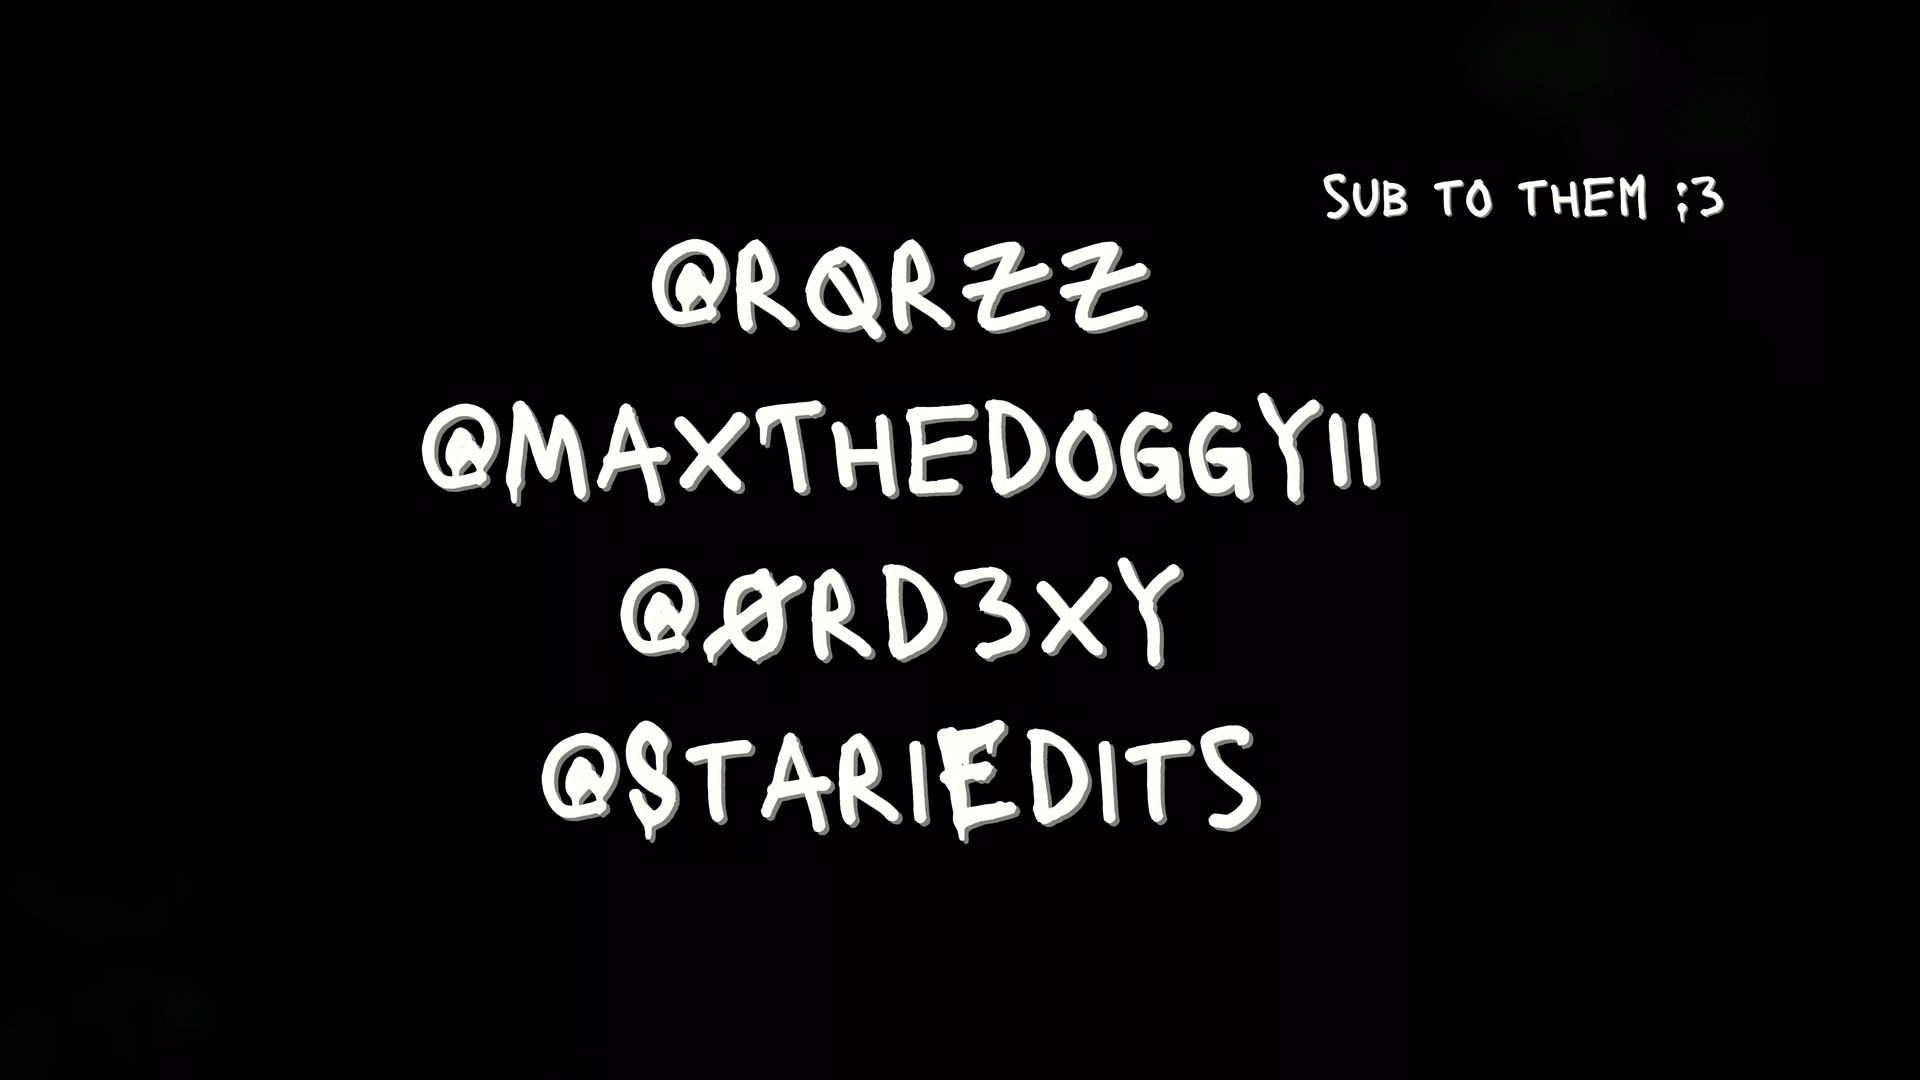 SUB TO THEM :3
@RQRZZ
@MAXTHEDOGGYII
@ØRD3XY
@STARIEDITS